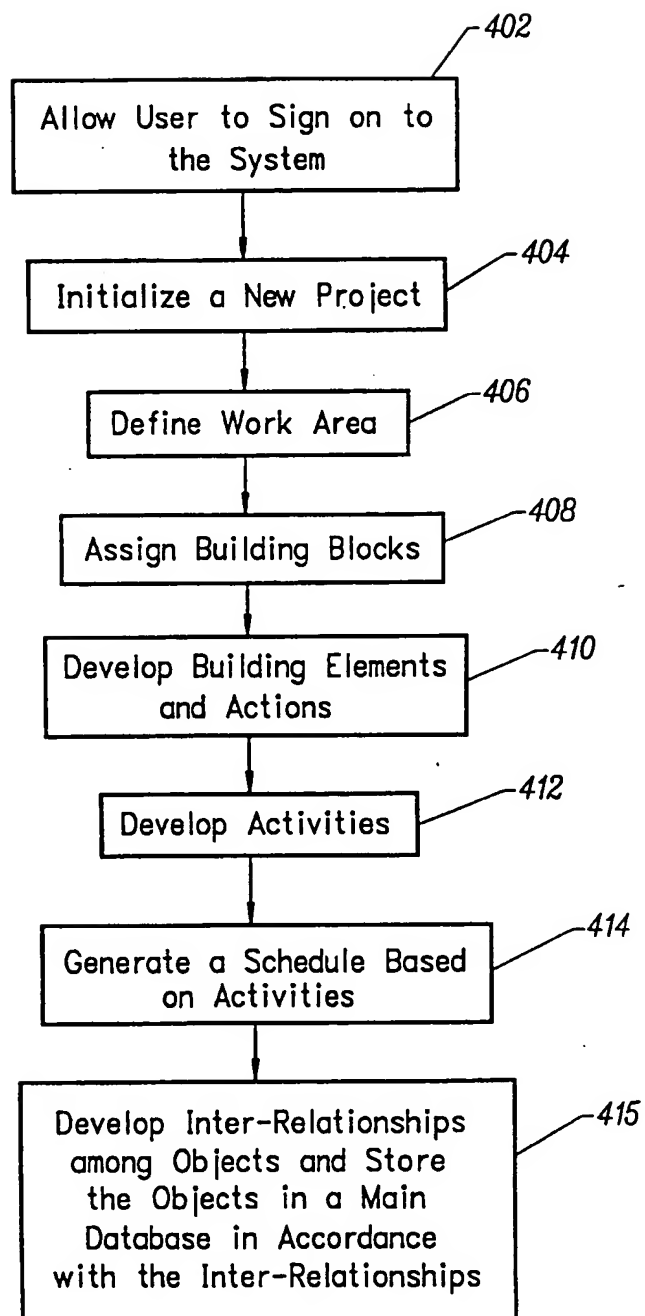 402
Allow User to Sign on to
the System
404
Initialize a New Project
406
Define Work Area
408
Assign Building Blocks
410
Develop Building Elements
and Actions
412
Develop Activities
414
Generate a Schedule Based
on Activities
415
Develop Inter-Relationships
among Objects and Store
the Objects in a Main
Database in Accordance
with the Inter-Relationships